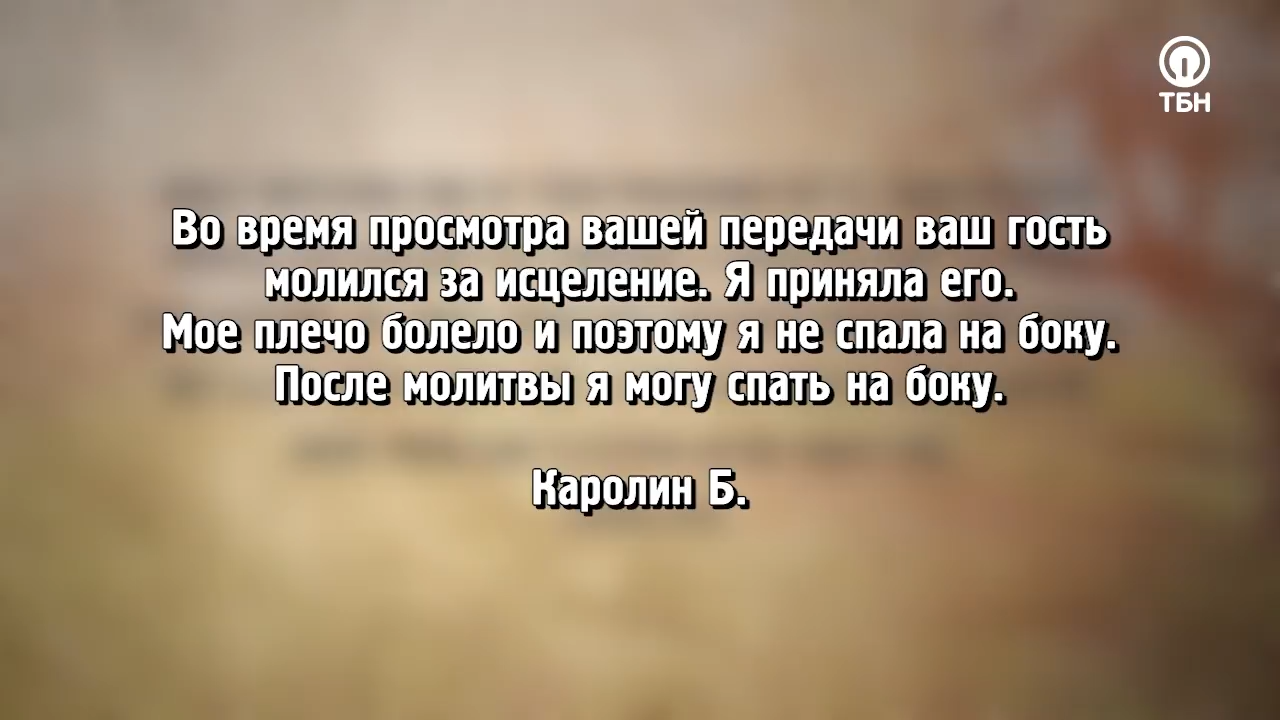 ТБН
Во время просмотра вашей передачи ваш гость
молился за исцеление. Я приняла его.
Мое плечо болело и поэтому я не спала на боку.
После молитвы я могу спать на боку.
Каролин Б.